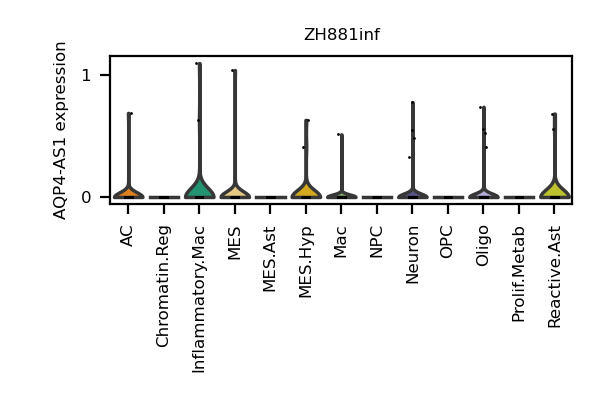 ZH881inf
AQP4-AS1 expression
1
0
AC
Chromatin.Reg
Inflammatory.Mac
MES
MES.Ast
MES.Hyp
Mac
NPC
Neuron
OPC
Oligo
Prolif.Metab
Reactive.Ast